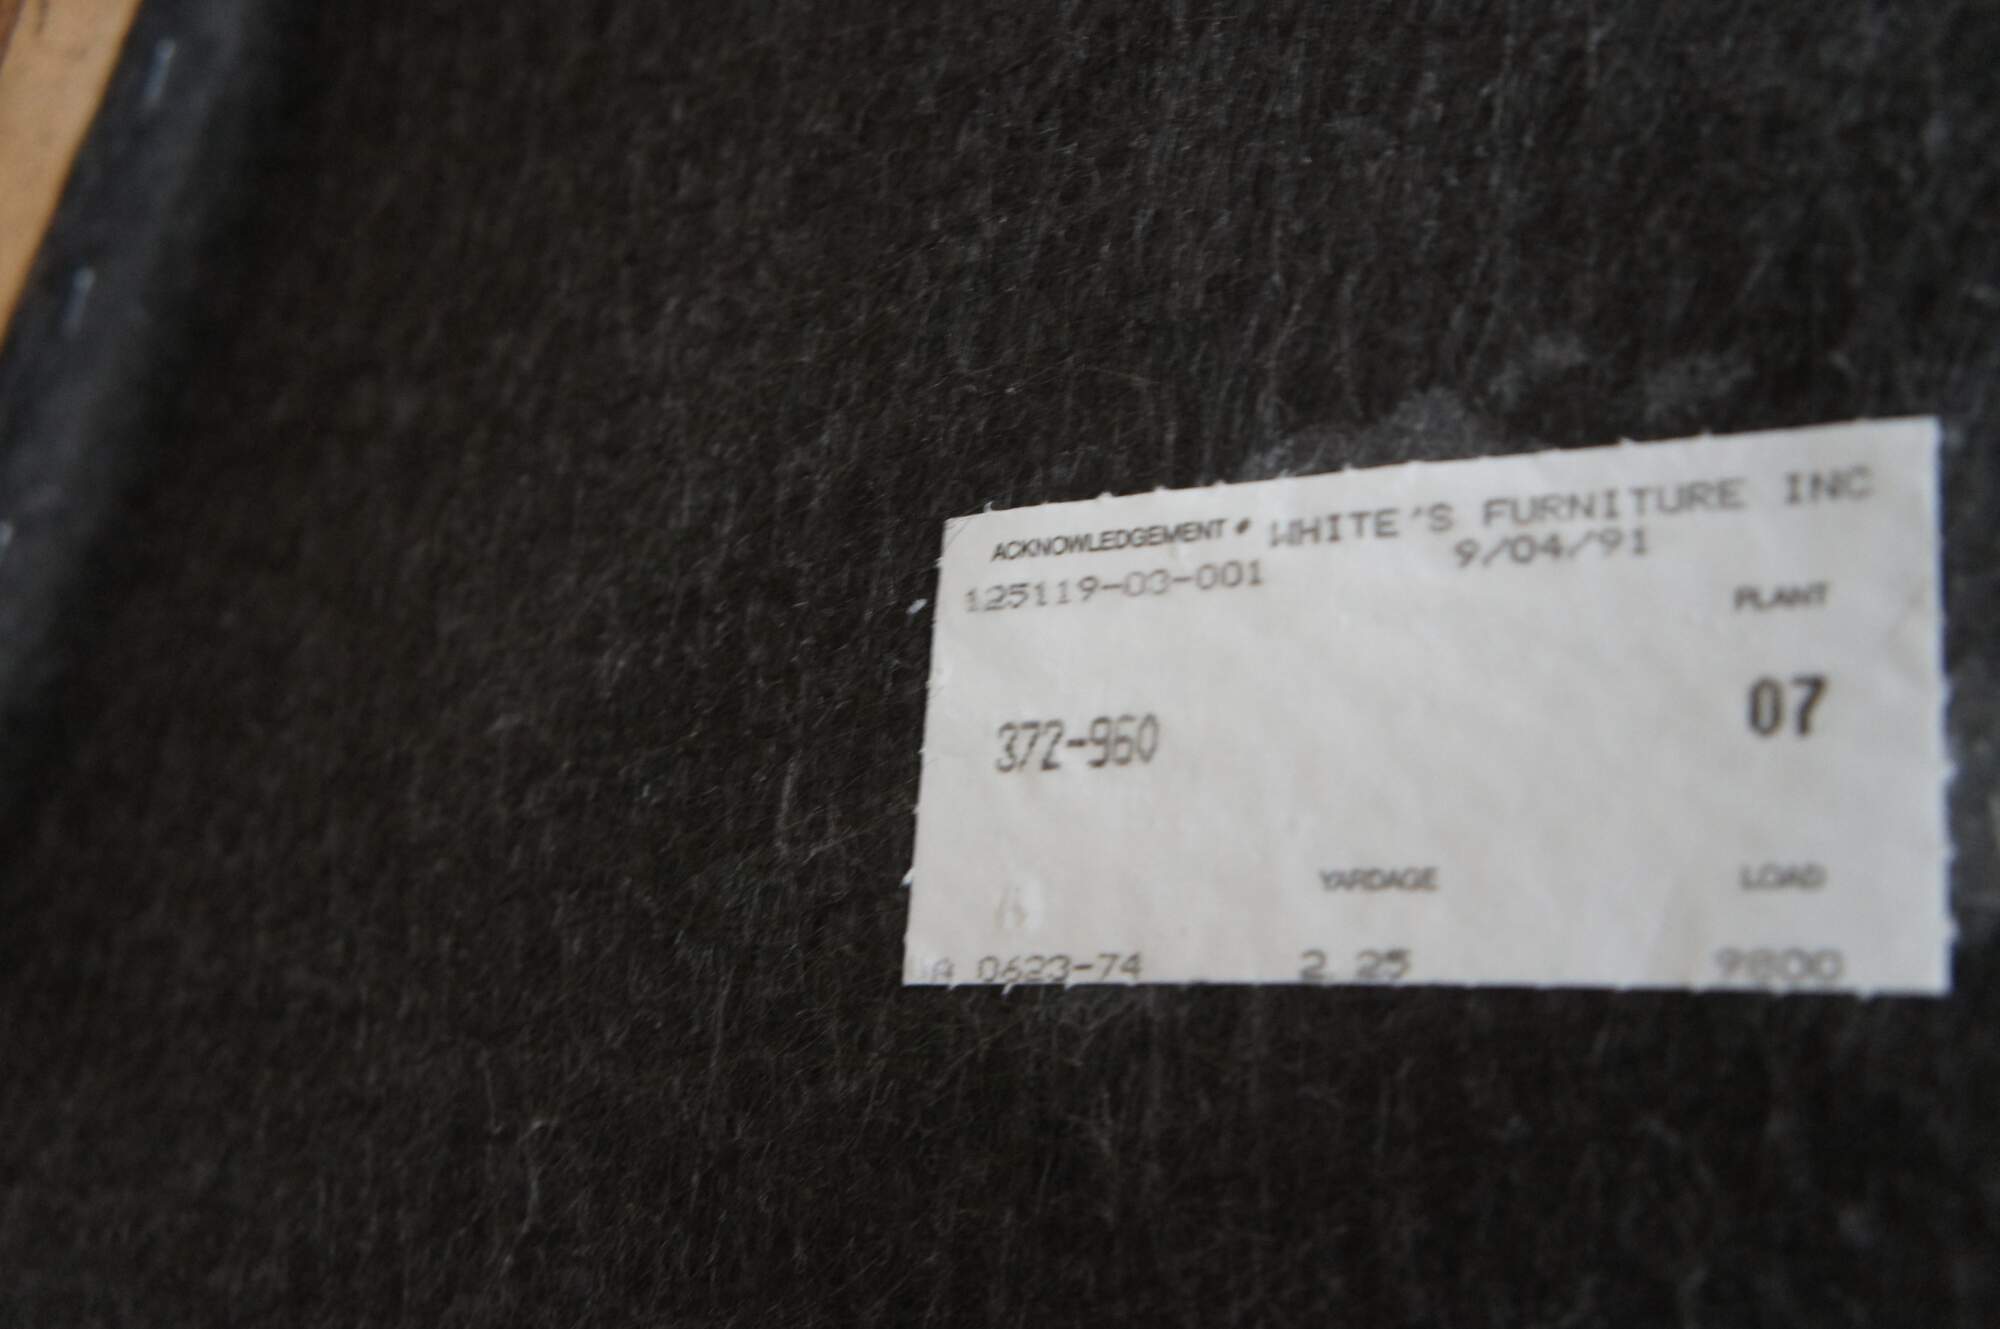 ACKNOWLEDGEMENT # WHITE'S FURNITURE INC
125119-03-001 9/04/91
PLANT
372-960 07
YARDAGE LOAD
0623-74 2.25 9800